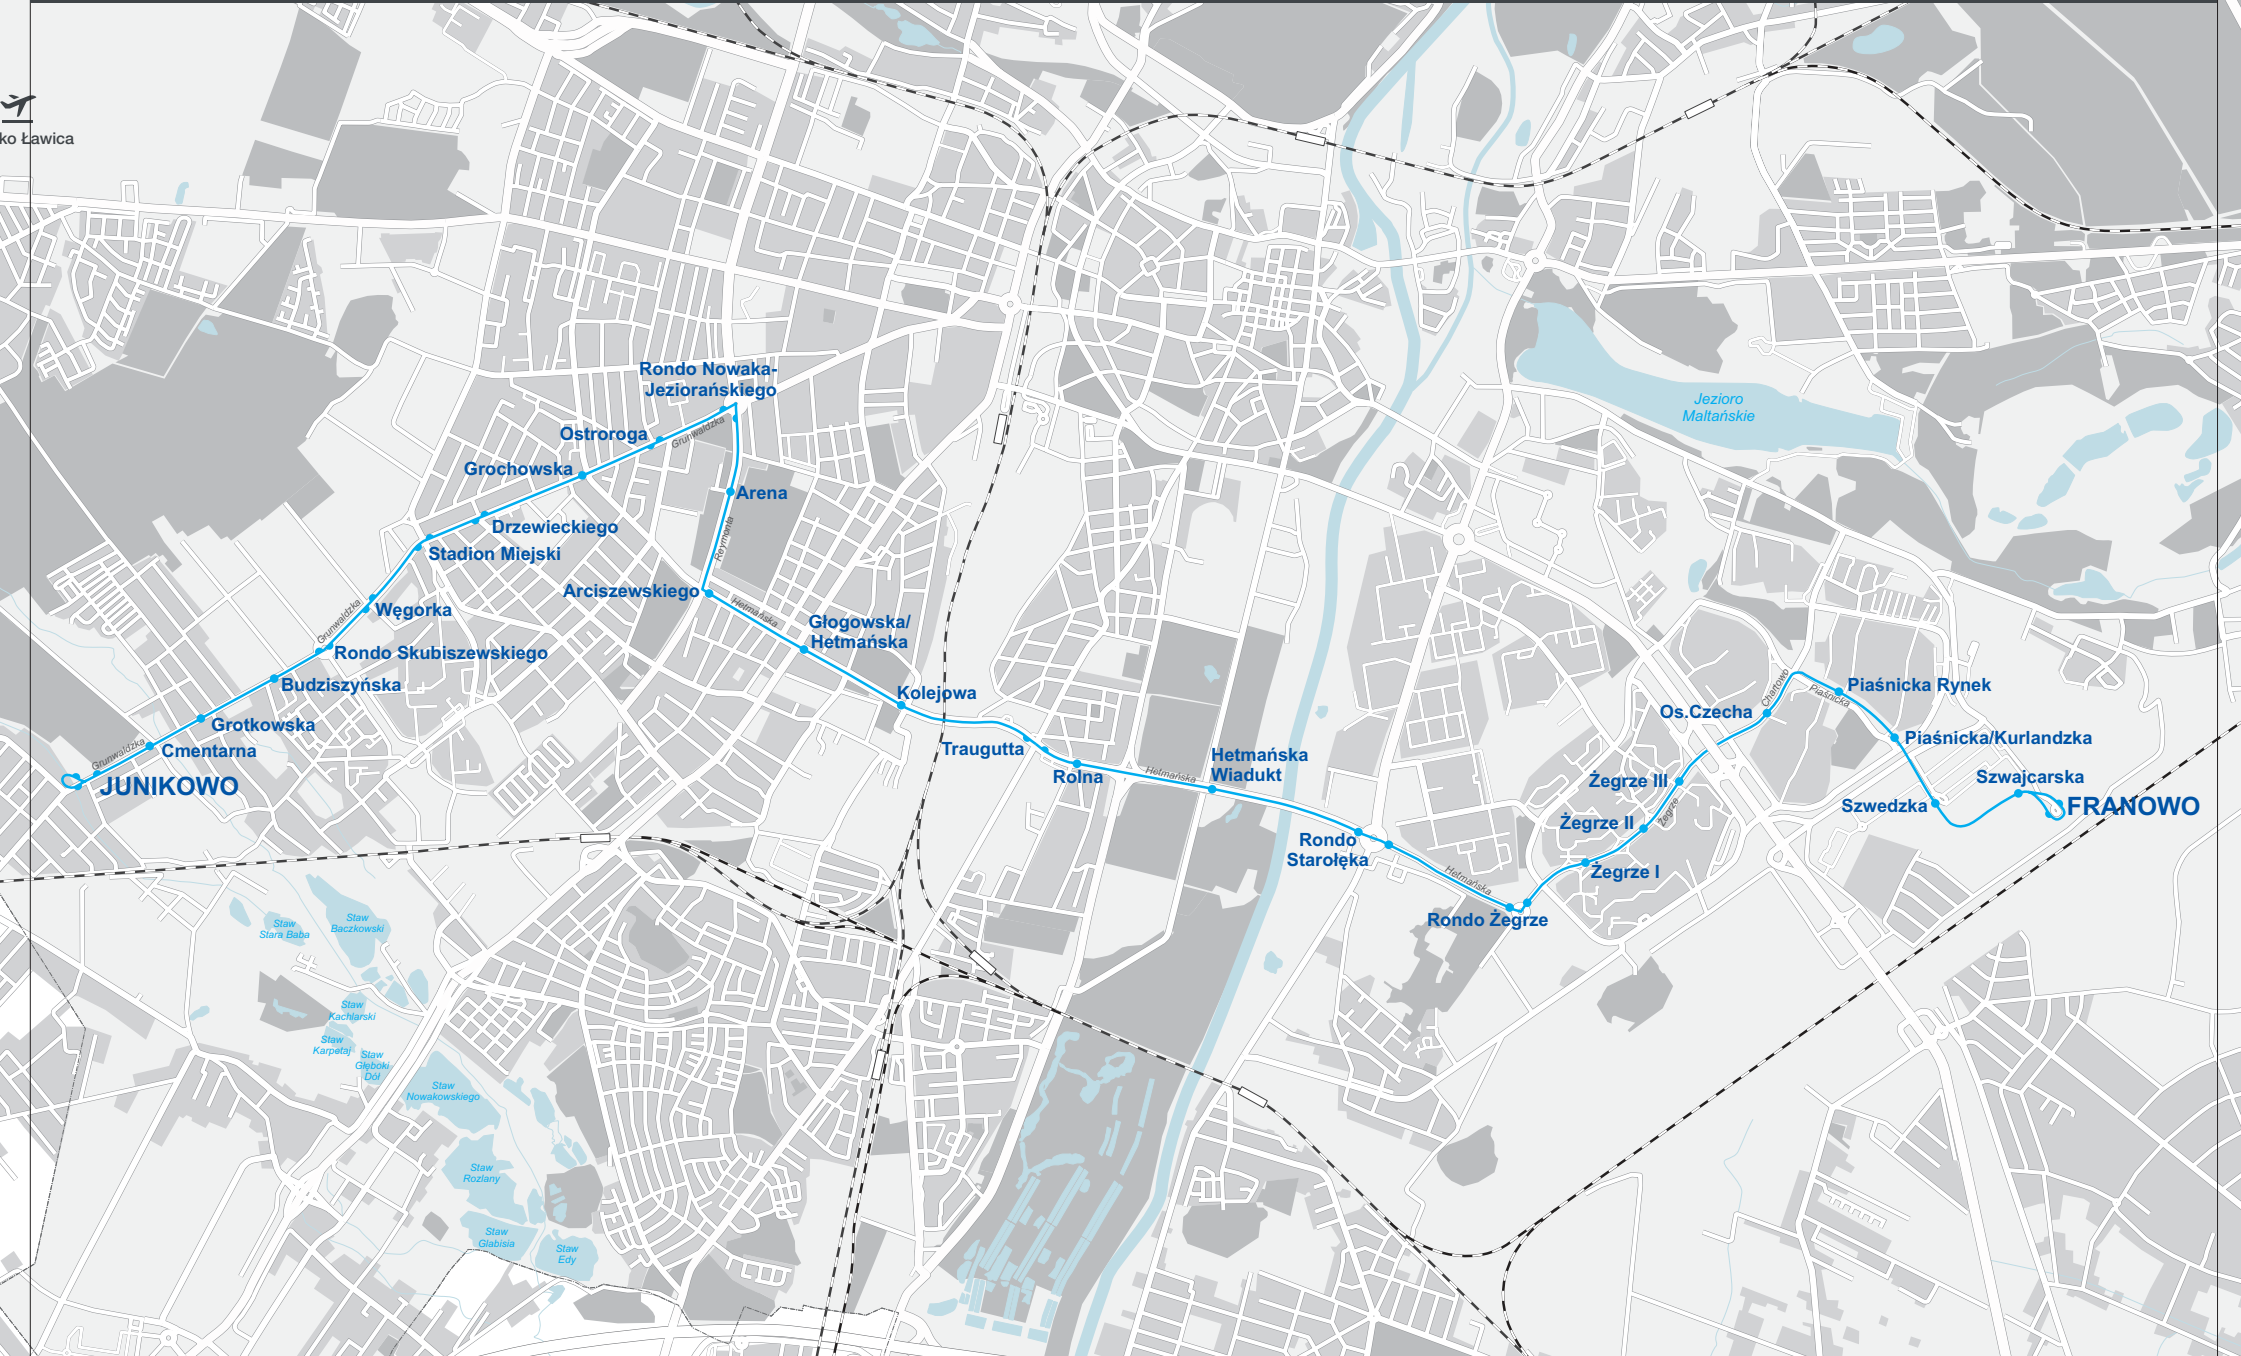 ko Ławica
Rondo Nowaka-
Jeziorańskiego
Jezioro
Maltańskie
Ostroroga
Grunwaldzka
Grochowska
Arena
Drzewieckiego
Stadion Miejski
Reymonta
Arciszewskiego
Hetmańska
Węgorka
Grunwaldzka
Głogowska/
Hetmańska
Rondo Skubiszewskiego
Budziszyńska
Kolejowa
Grotkowska
Cmentarna
Grunwaldzka
JUNIKOWO
Traugutta
Rolna
Hetmańska
Hetmańska
Wiadukt
Chartowo
Piaśnicka Rynek
Piaśnicka
Os.Czecha
Piaśnicka/Kurlandzka
Żegrze III
Szwajcarska
Szwedzka
FRANOWO
Żegrze II
Żegrze
Rondo
Starołęka
Żegrze I
Hetmańska
Rondo Żegrze
Staw
Stara Baba
Staw
Baczkowski
Staw
Kachlarski
Staw
Karpetaj
Staw
Głęboki
Dół
Staw
Nowakowskiego
Staw
Rozlany
Staw
Glabisia
Staw
Edy